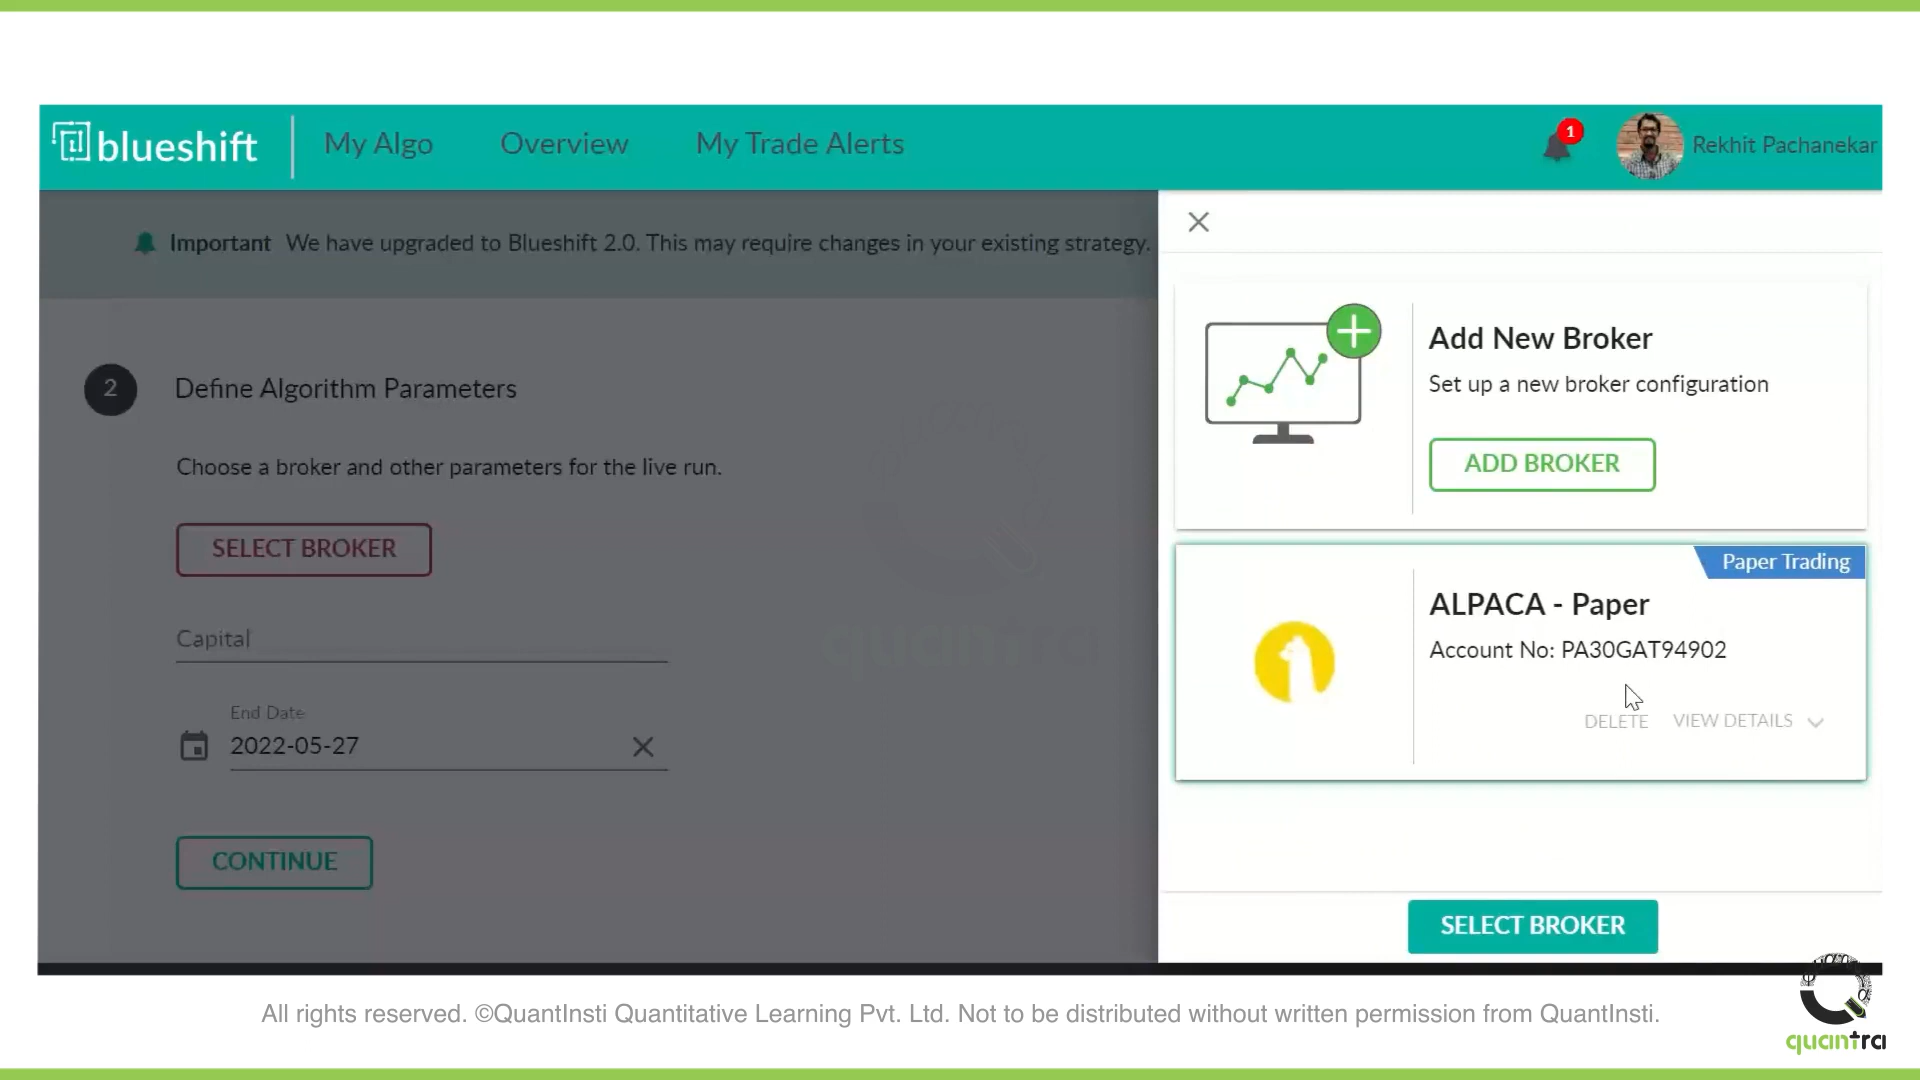 blueshift
My Algo
Overview
My Trade Alerts
1
Rekhit Pachanekar
Important We have upgraded to Blueshift 2.0. This may require changes in your existing strategy.
2
Define Algorithm Parameters
Choose a broker and other parameters for the live run.
SELECT BROKER
Capital
End Date
2022-05-27
CONTINUE
Add New Broker
Set up a new broker configuration
ADD BROKER
Paper Trading
ALPACA - Paper
Account No: PA30GAT94902
DELETE
VIEW DETAILS
SELECT BROKER
quantra
All rights reserved. ©QuantInsti Quantitative Learning Pvt. Ltd. Not to be distributed without written permission from QuantInsti.
quantra